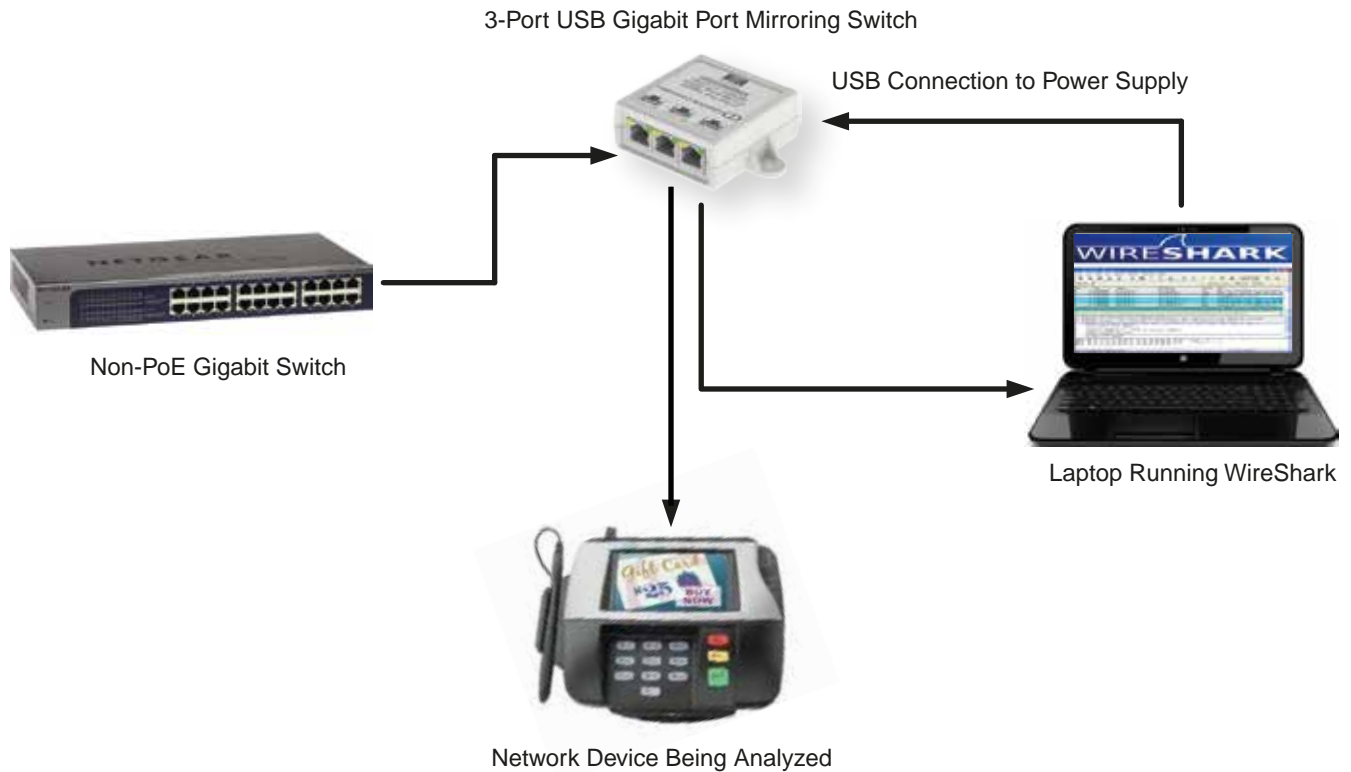 3-Port USB Gigabit Port Mirroring Switch
USB Connection to Power Supply
NETGEAR
WIRESHARK
Non-PoE Gigabit Switch
Laptop Running WireShark
Gift Card
$25
BUY
NOW
Network Device Being Analyzed